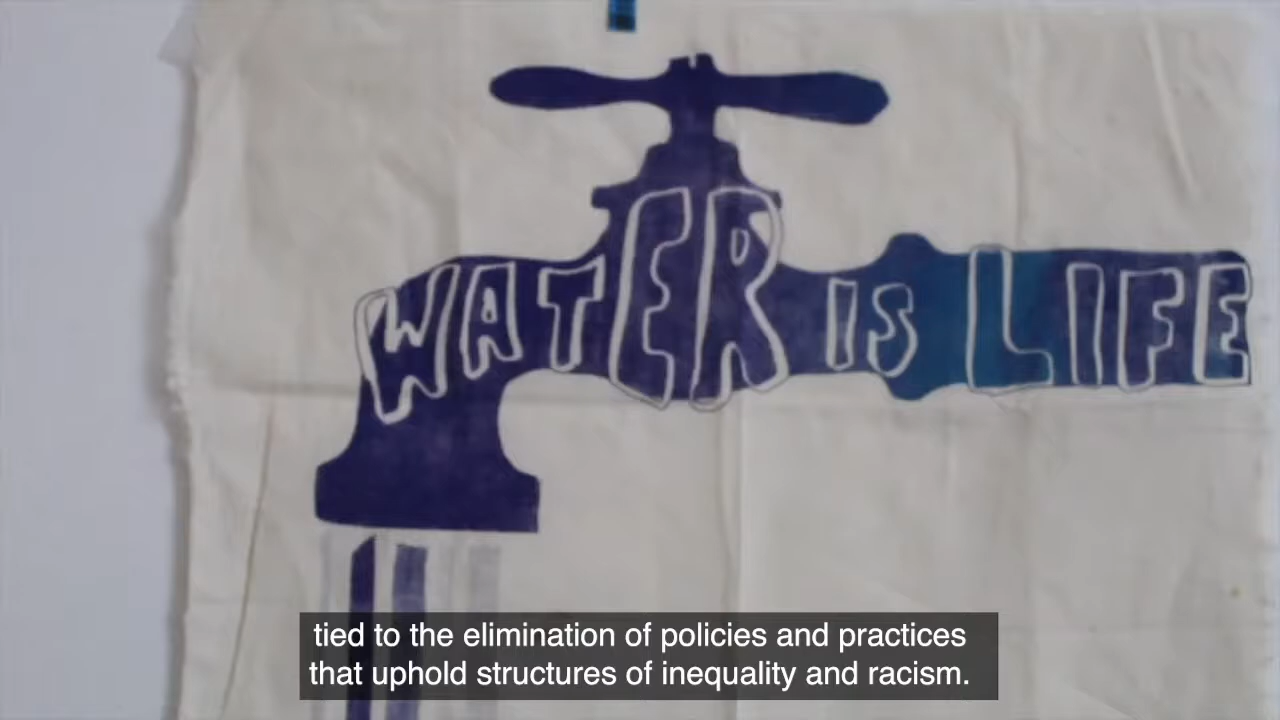 WATER IS LIFE
tied to the elimination of policies and practices
that uphold structures of inequality and racism.